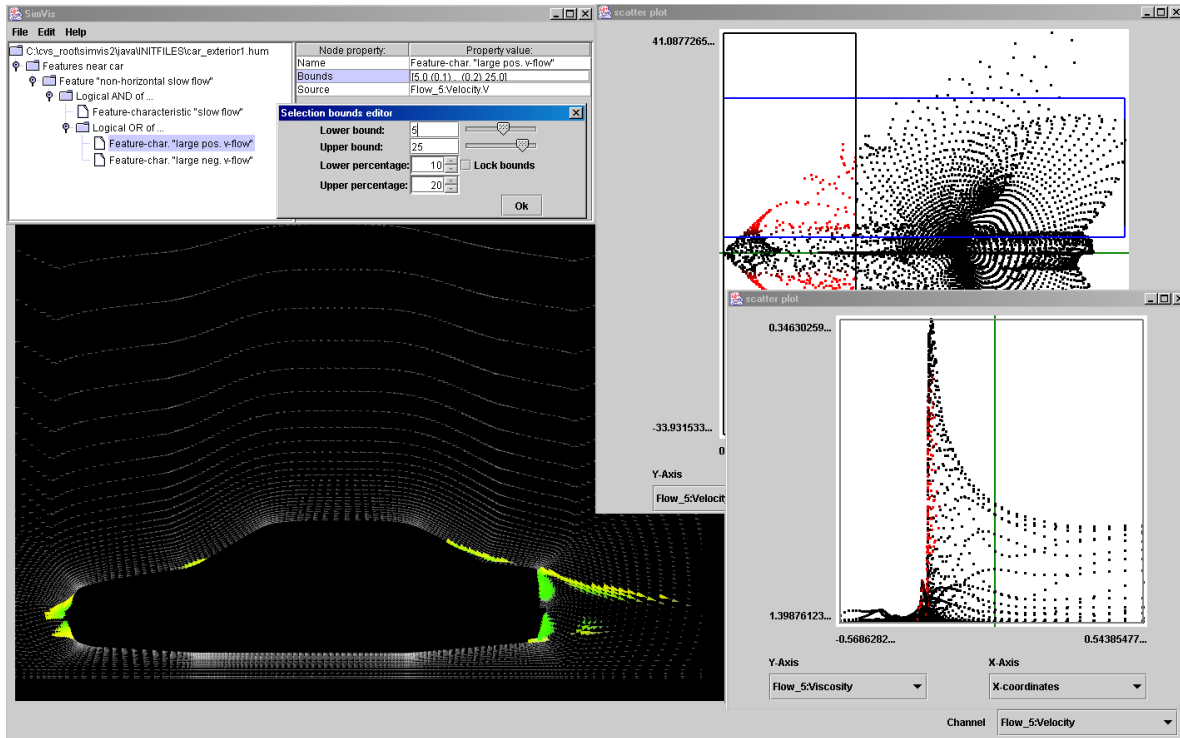 SimVis
File Edit Help
C:\cvs_root\simvis2\java\INITFILES\car_exterior1.hum
Features near car
Feature "non-horizontal slow flow"
Logical AND of ...
Feature-characteristic "slow flow"
Logical OR of ...
Feature-char. "large pos. v-flow"
Feature-char. "large neg. v-flow"
Node property: Property value:
Name Feature-char. "large pos. v-flow"
Bounds [5.0 (0.1) .. (0.2) 25.0]
Source Flow_5:Velocity.V
Selection bounds editor
Lower bound: 5
Upper bound: 25
Lower percentage: 10 Lock bounds
Upper percentage: 20
Ok
scatter plot
41.0877265...
-33.931533...
0
Y-Axis
Flow_5:Velocit
scatter plot
0.34630259...
1.39876123...
-0.5686282... 0.54385477...
Y-Axis X-Axis
Flow_5:Viscosity X-coordinates
Channel Flow_5:Velocity